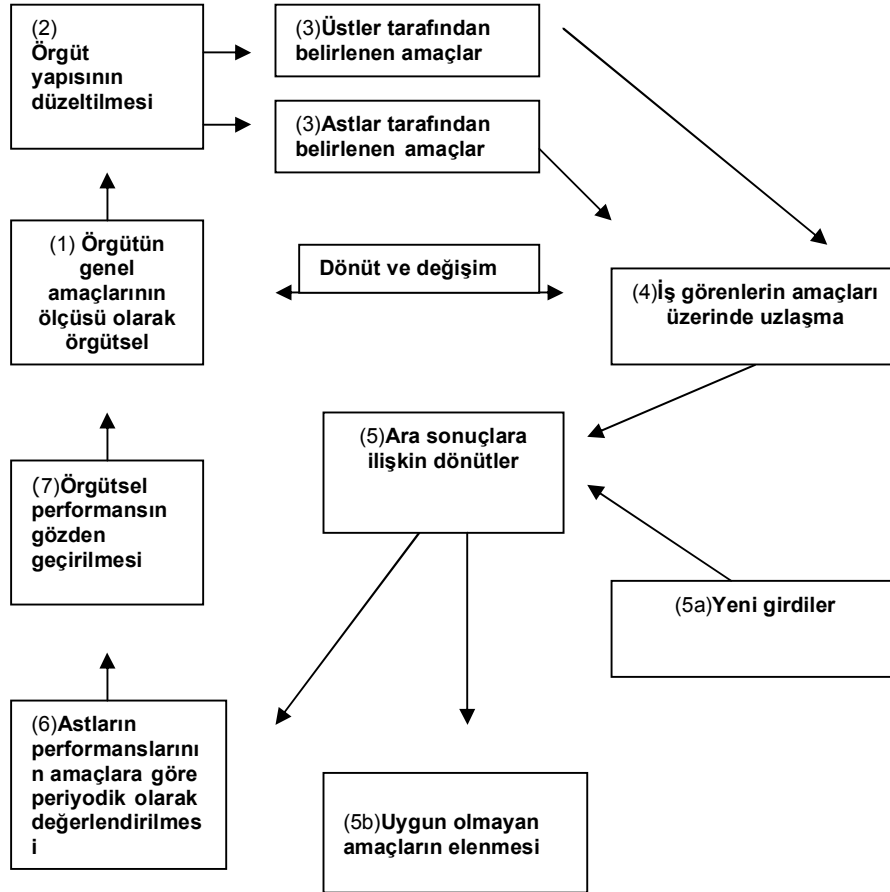 (2)
Örgüt
yapısının
düzeltilmesi
(3)Üstler tarafından
belirlenen amaçlar
(3)Astlar tarafından
belirlenen amaçlar
(1) Örgütün
genel
amaçlarının
ölçüsü olarak
örgütsel
Dönüt ve değişim
(4)İş görenlerin amaçları
üzerinde uzlaşma
(5)Ara sonuçlara
ilişkin dönütler
(7)Örgütsel
performansın
gözden
geçirilmesi
(5a)Yeni girdiler
(6)Astların
performanslarını
n amaçlara göre
periyodik olarak
değerlendirilmes
i
(5b)Uygun olmayan
amaçların elenmesi